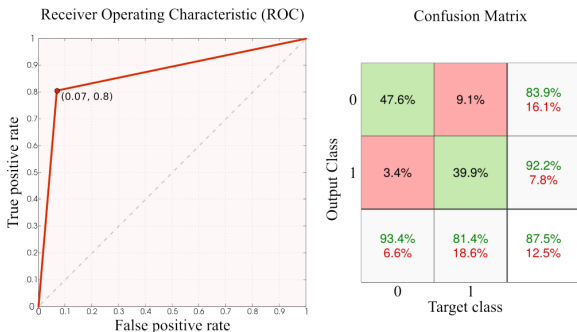 Receiver Operating Characteristic (ROC)
True positive rate
1
0.9
0.8
0.7
0.6
0.5
0.4
0.3
0.2
0.1
0
(0.07, 0.8)
0 0.1 0.2 0.3 0.4 0.5 0.6 0.7 0.8 0.9 1
False positive rate
Confusion Matrix
Output Class
0 47.6% 9.1% 83.9%
16.1%
1 3.4% 39.9% 92.2%
7.8%
93.4% 81.4% 87.5%
6.6% 18.6% 12.5%
0 1
Target class